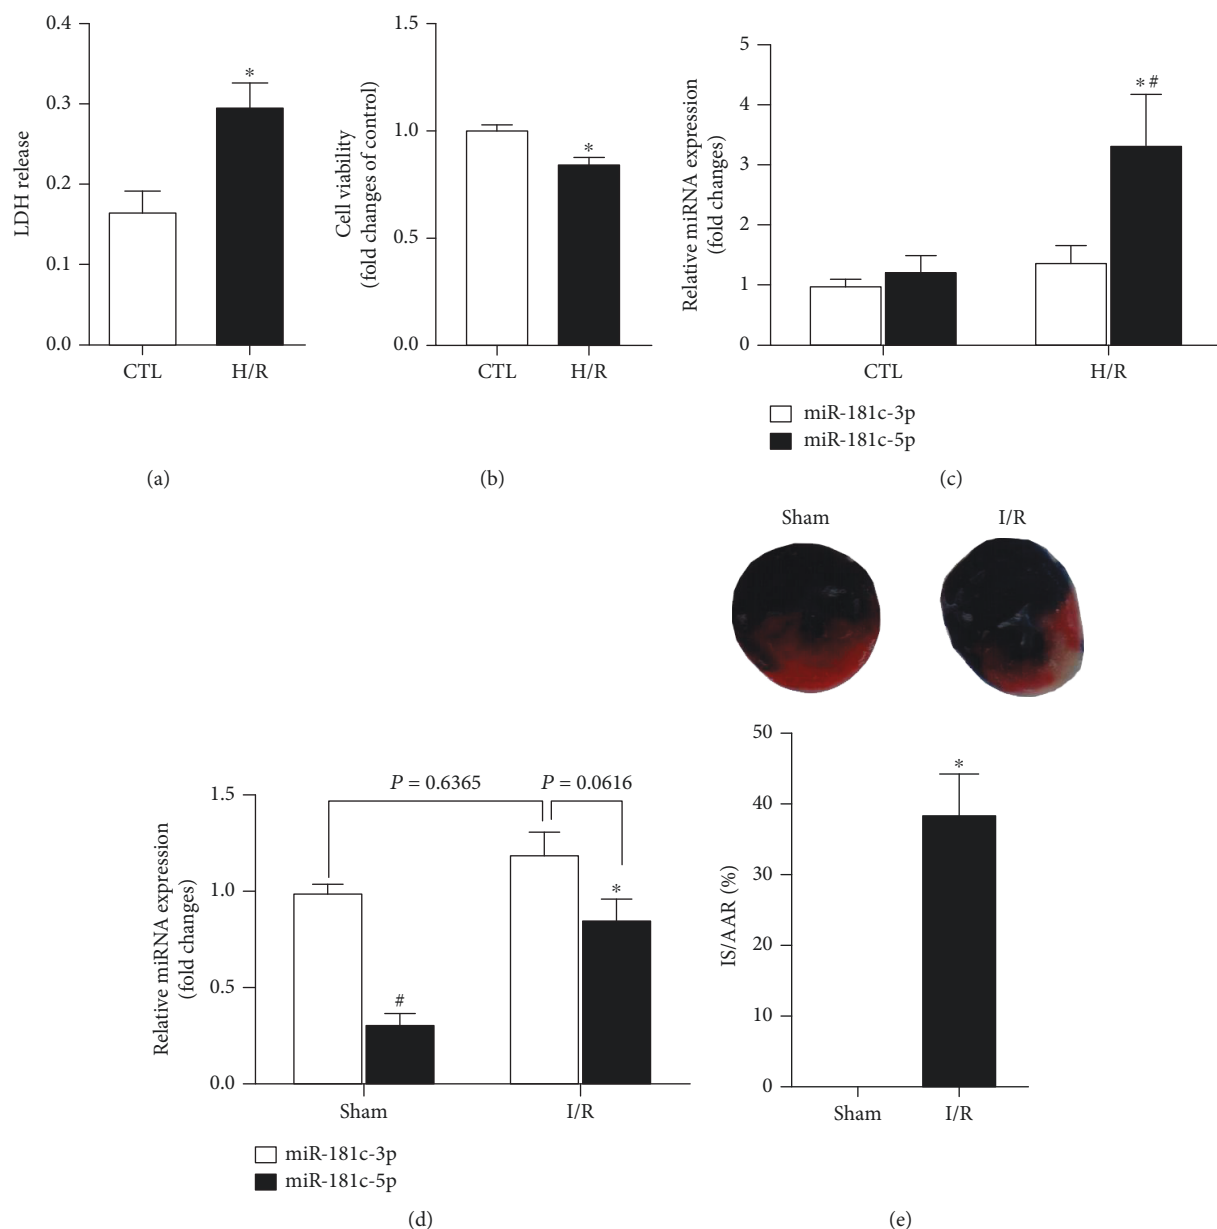 0.4
0.3
0.2
0.1
0.0
LDH release
*
CTL
H/R
(a)
1.5
1.0
0.5
0.0
Cell viability
(fold changes of control)
*
CTL
H/R
(b)
5
4
3
2
1
0
Relative miRNA expression
(fold changes)
*#
CTL
H/R
miR-181c-3p
miR-181c-5p
(c)
P = 0.6365
P = 0.0616
1.5
1.0
0.5
0.0
Relative miRNA expression
(fold changes)
#
*
Sham
I/R
miR-181c-3p
miR-181c-5p
(d)
Sham
I/R
50
40
30
20
10
0
IS/AAR (%)
*
Sham
I/R
(e)